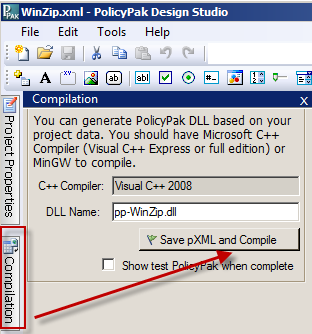 PPAK WinZip.xml - PolicyPak Design Studio
File Edit Tools Help
A ab
Compilation x
Project Properties
Compilation
You can generate PolicyPak DLL based on your
project data. You should have Microsoft C++
Compiler (Visual C++ Express or full edition) or
MinGW to compile.
C++ Compiler: Visual C++ 2008
DLL Name: pp-WinZip.dll
Save pXML and Compile
Show test PolicyPak when complete